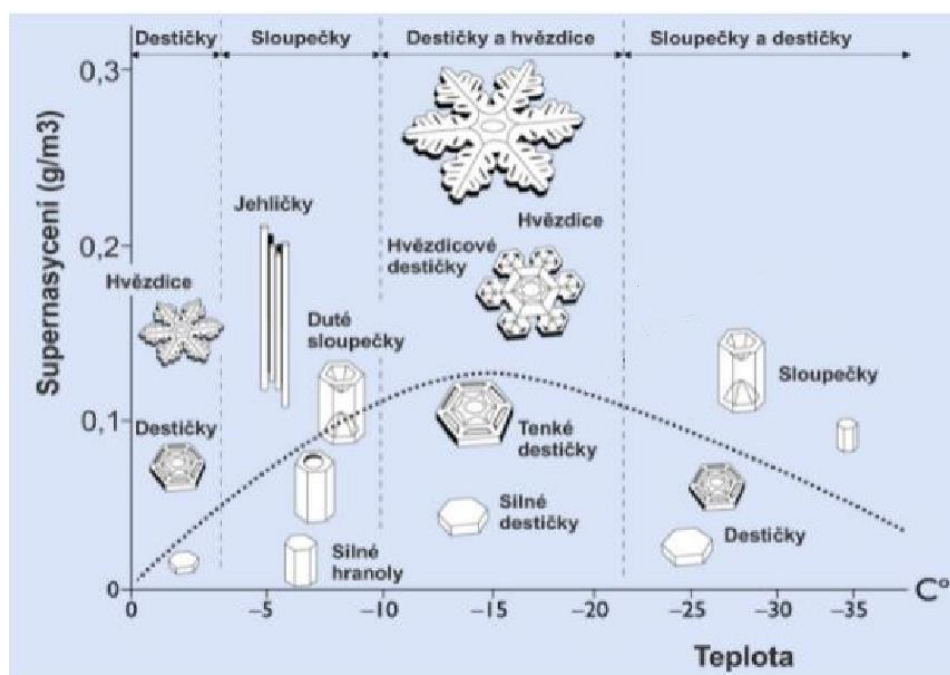 Destičky
Sloupečky
Destičky a hvězdice
Sloupečky a destičky
Supernasycení (g/m3)
0,3
0,2
0,1
0
Hvězdice
Destičky
Jehličky
Duté
sloupečky
Silné
hranoly
Hvězdice
Hvězdicové
destičky
Tenké
destičky
Silné
destičky
Sloupečky
Destičky
0
−5
−10
−15
−20
−25
−30
−35
C°
Teplota